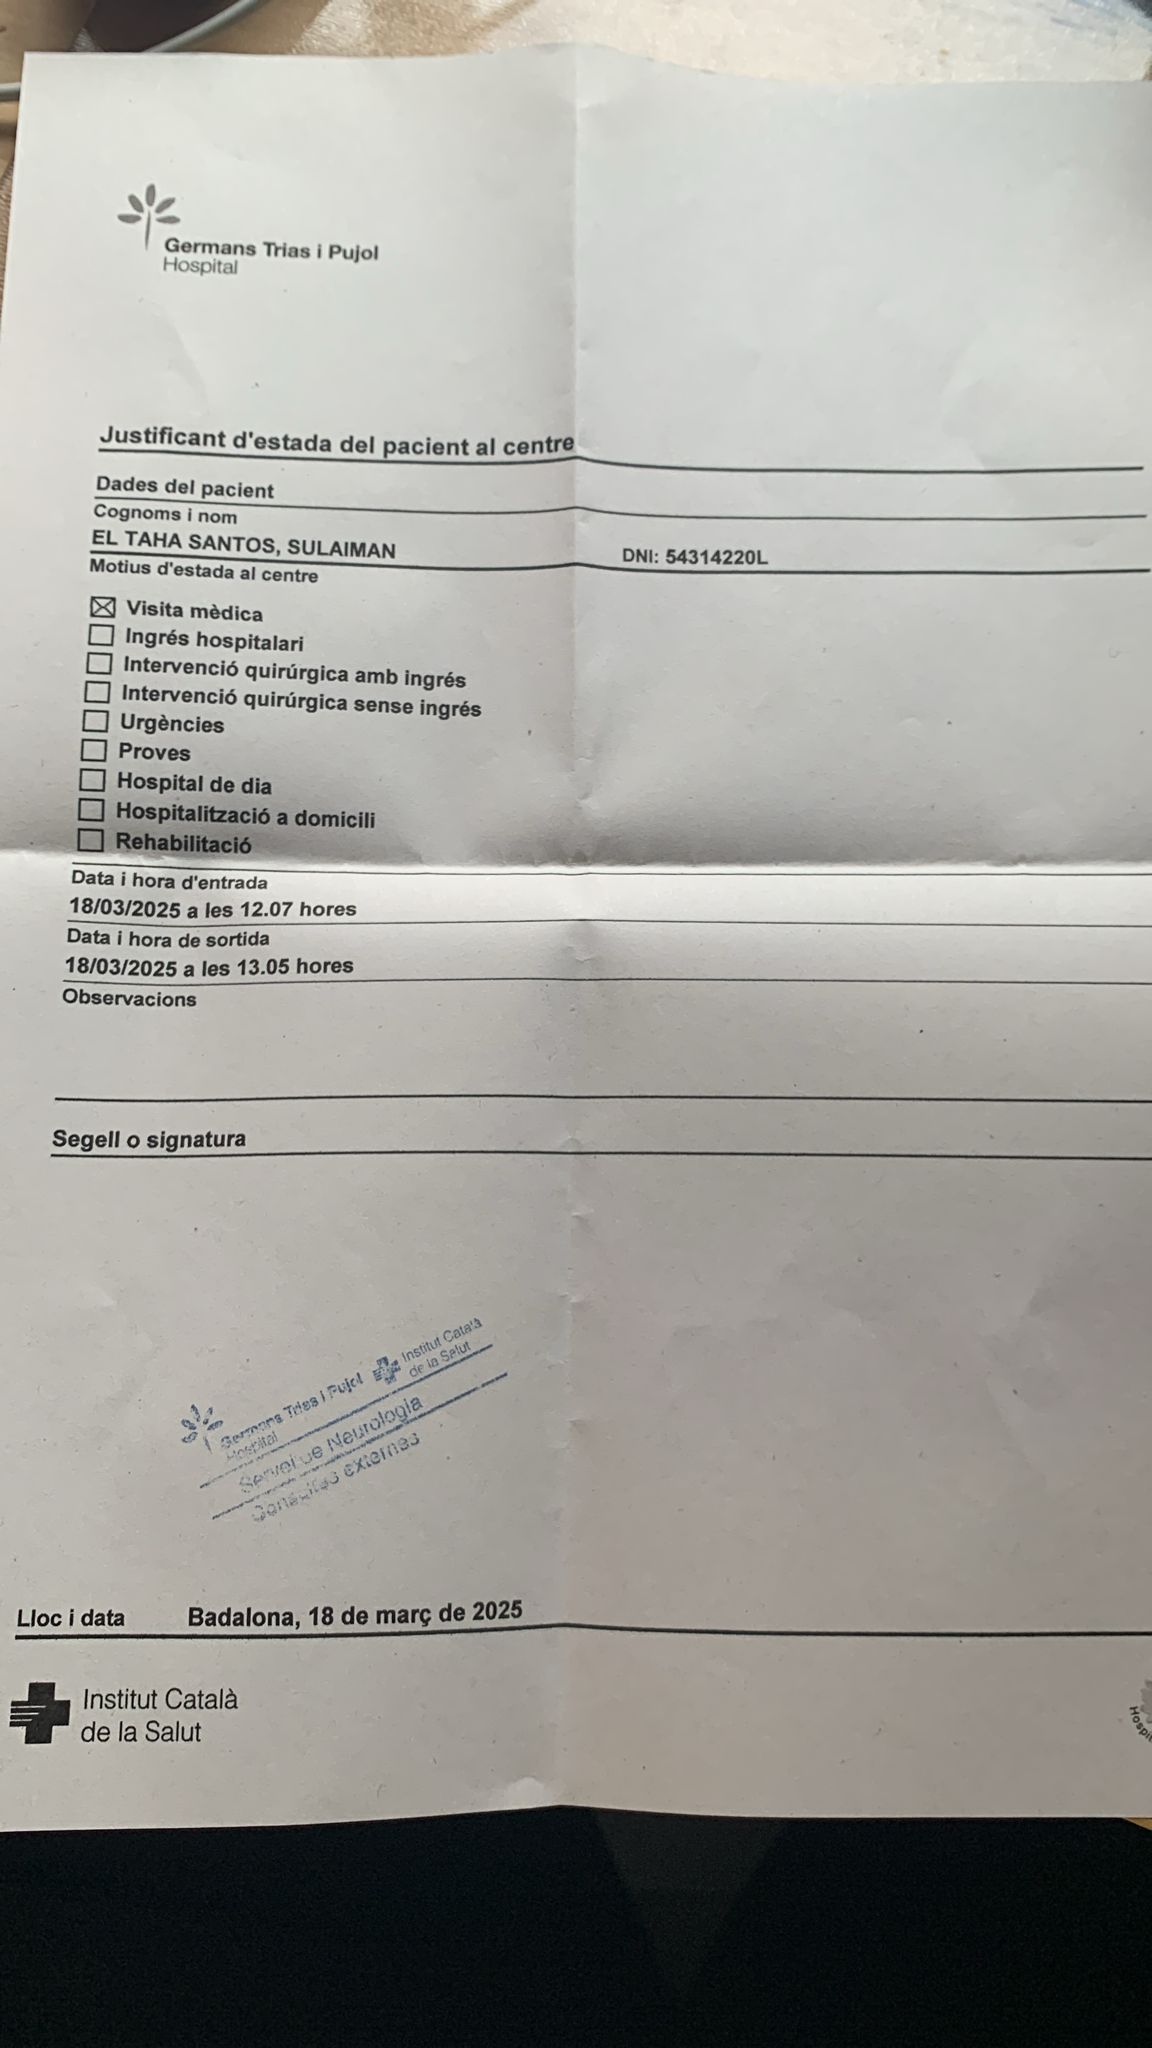 Germans Trias i Pujol
Hospital
Justificant d'estada del pacient al centre
Dades del pacient
Cognoms i nom
EL TAHA SANTOS, SULAIMAN DNI: 54314220L
Motius d'estada al centre
Visita mèdica
Ingrés hospitalari
Intervenció quirúrgica amb ingrés
Intervenció quirúrgica sense ingrés
Urgències
Proves
Hospital de dia
Hospitalització a domicili
Rehabilitació
Data i hora d'entrada
18/03/2025 a les 12.07 hores
Data i hora de sortida
18/03/2025 a les 13.05 hores
Observacions
Segell o signatura
Germans Trias i Pujol
Hospital
Institut Català
de la Salut
Servei de Neurologia
Consultes externes
Lloc i data Badalona, 18 de març de 2025
Institut Català
de la Salut